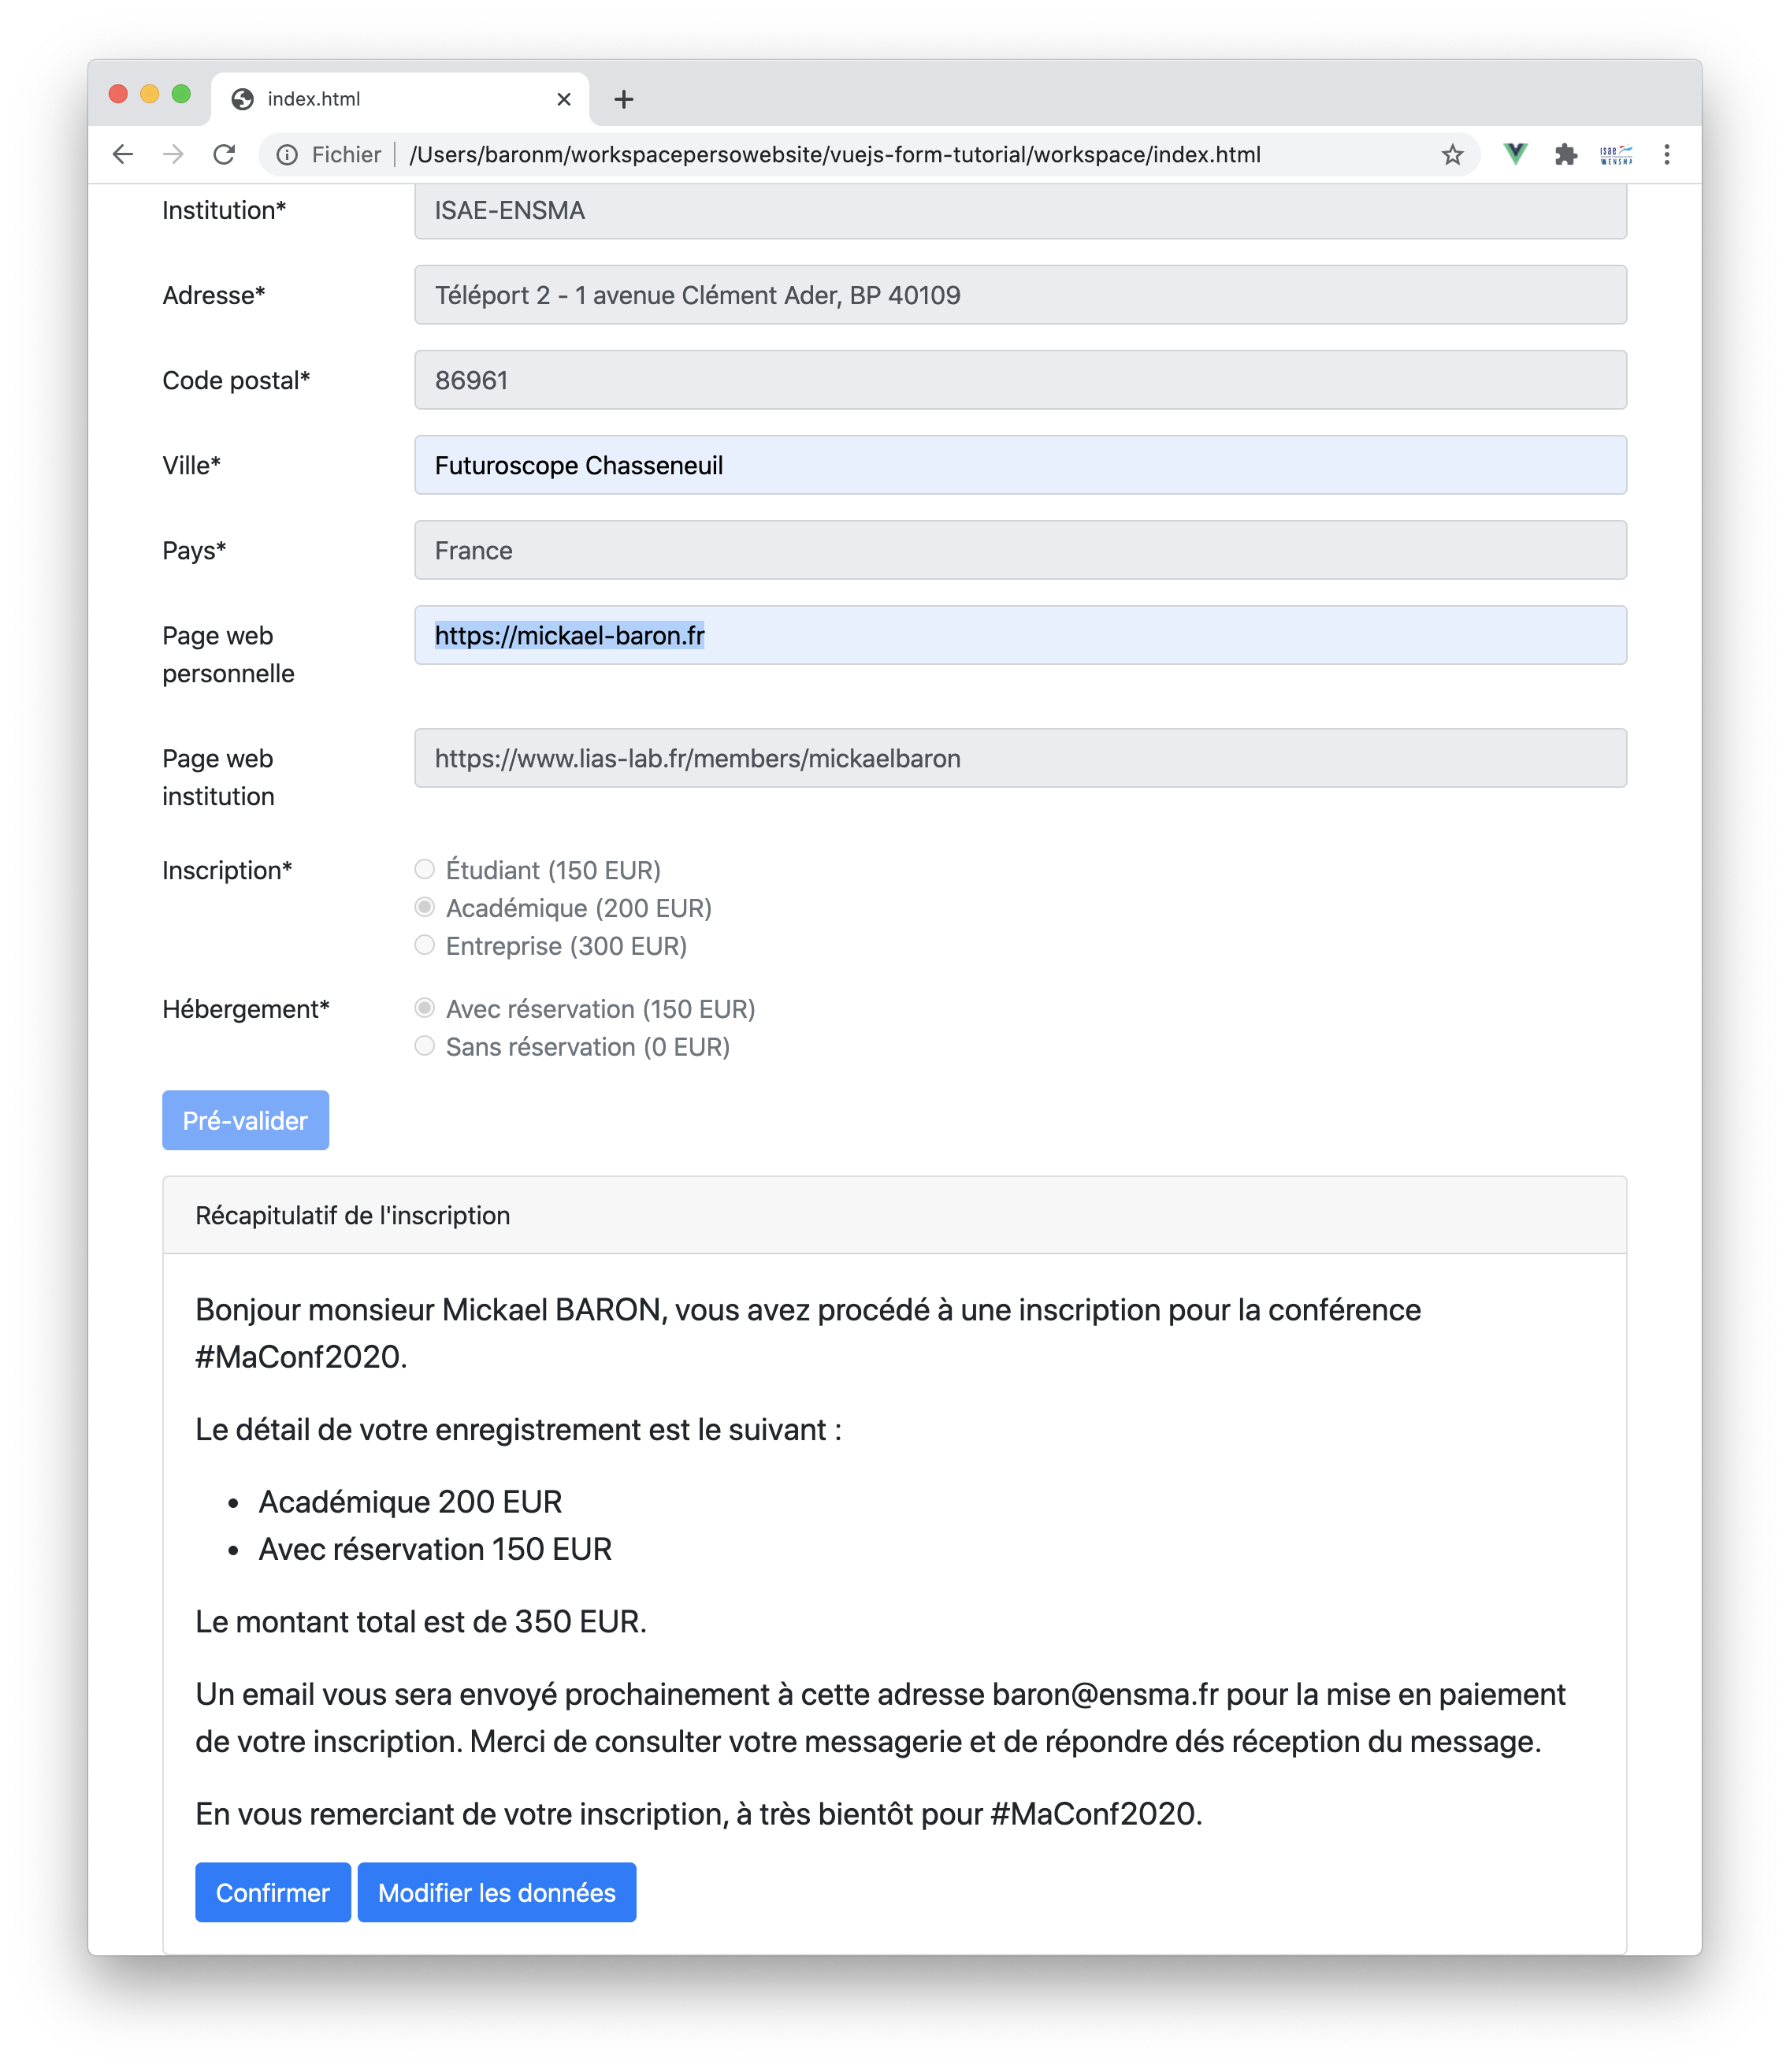 index.html
Fichier | /Users/baronm/workspacepersowebsite/vuejs-form-tutorial/workspace/index.html
isae
ENSMA
Institution*
ISAE-ENSMA
Adresse*
Téléport 2 - 1 avenue Clément Ader, BP 40109
Code postal*
86961
Ville*
Futuroscope Chasseneuil
Pays*
France
Page web
personnelle
https://mickael-baron.fr
Page web
institution
https://www.lias-lab.fr/members/mickaelbaron
Inscription*
Étudiant (150 EUR)
Académique (200 EUR)
Entreprise (300 EUR)
Hébergement*
Avec réservation (150 EUR)
Sans réservation (0 EUR)
Pré-valider
Récapitulatif de l'inscription
Bonjour monsieur Mickael BARON, vous avez procédé à une inscription pour la conférence
#MaConf2020.
Le détail de votre enregistrement est le suivant :
• Académique 200 EUR
• Avec réservation 150 EUR
Le montant total est de 350 EUR.
Un email vous sera envoyé prochainement à cette adresse baron@ensma.fr pour la mise en paiement
de votre inscription. Merci de consulter votre messagerie et de répondre dés réception du message.
En vous remerciant de votre inscription, à très bientôt pour #MaConf2020.
Confirmer
Modifier les données